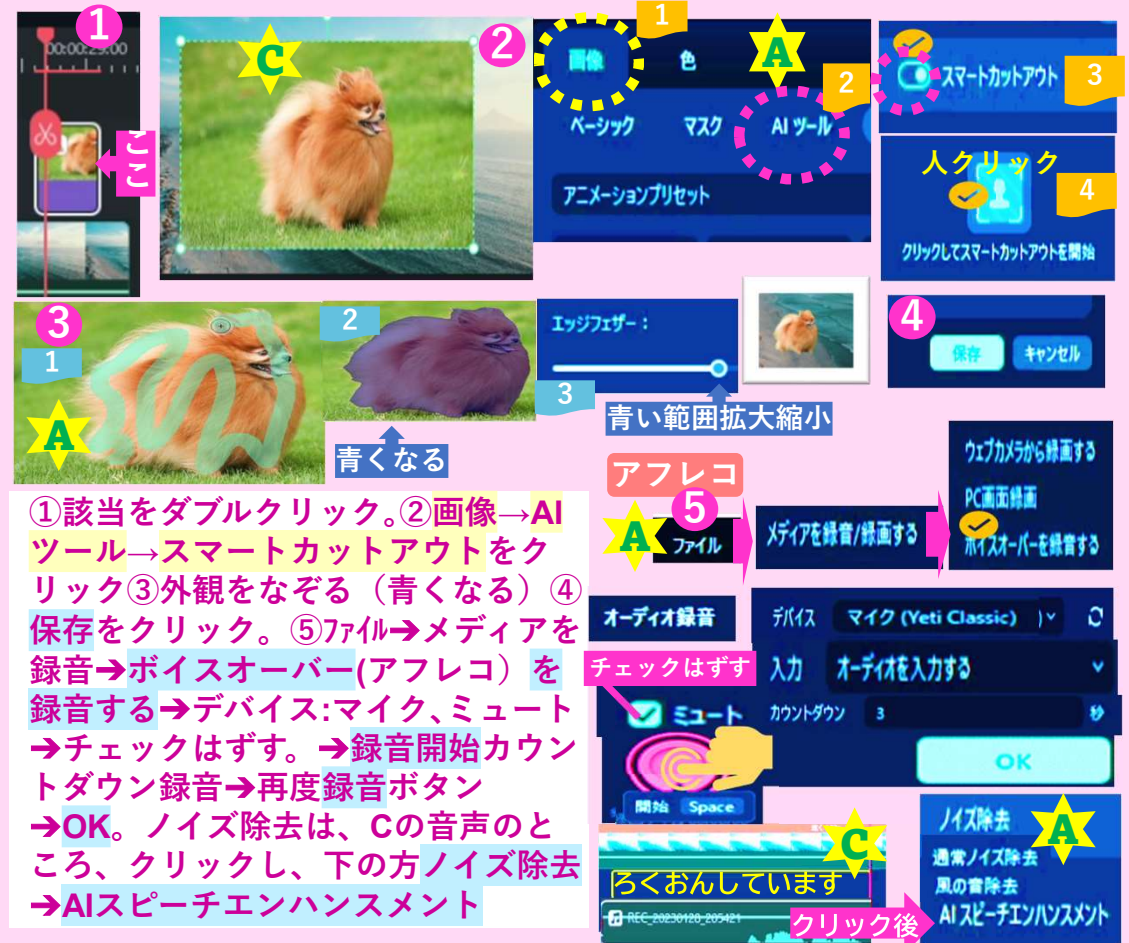 ①
00:00:25:00
ここ
C
②
1
画像
色
A
2
ベーシック
マスク
AI ツール
アニメーションプリセット
スマートカットアウト
3
人クリック
4
クリックしてスマートカットアウトを開始
③
1
A
2
青くなる
エッジフェザー：
3
青い範囲拡大縮小
④
保存
キャンセル
①該当をダブルクリック。②画像→AI
ツール→スマートカットアウトをク
リック③外観をなぞる（青くなる）④
保存をクリック。⑤ﾌｧｲﾙ➔メディアを
録音➔ボイスオーバー(アフレコ）を
録音する➔デバイス:マイク、ミュート
➔チェックはずす。➔録音開始カウン
トダウン録音➔再度録音ボタン
➔OK。ノイズ除去は、Cの音声のと
ころ、クリックし、下の方ノイズ除去
➔AIスピーチエンハンスメント
アフレコ
⑤
A
ファイル
メディアを録音/録画する
ウェブカメラから録画する
PC画面録画
ボイスオーバーを録音する
オーディオ録音
チェックはずす
ミュート
開始
Space
デバイス
マイク (Yeti Classic)
入力
オーディオを入力する
カウントダウン
3
秒
OK
C
ろくおんしています
REC_20230128_205421
クリック後
ノイズ除去
A
通常ノイズ除去
風の音除去
AI スピーチエンハンスメント